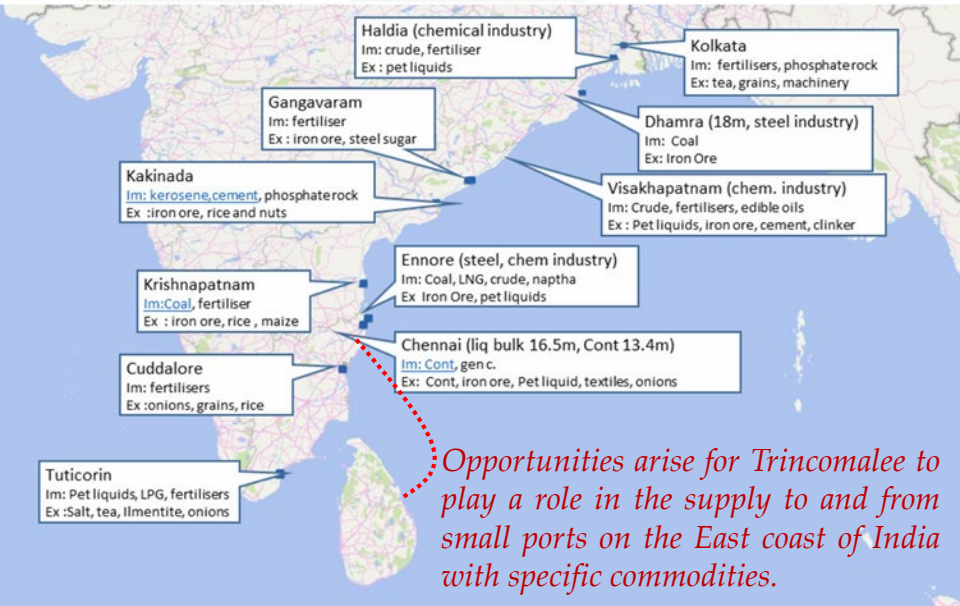 Haldia (chemical industry)
Im: crude, fertiliser
Ex : pet liquids
Kolkata
Im: fertilisers, phosphaterock
Ex: tea, grains, machinery
Gangavaram
Im: fertiliser
Ex : iron ore, steel sugar
Dhamra (18m, steel industry)
Im: Coal
Ex: Iron Ore
Kakinada
Im: kerosene,cement, phosphaterock
Ex :iron ore, rice and nuts
Visakhapatnam (chem. industry)
Im: Crude, fertilisers, edible oils
Ex : Pet liquids, iron ore, cement, clinker
Ennore (steel, chem industry)
Im: Coal, LNG, crude, naptha
Ex Iron Ore, pet liquids
Krishnapatnam
Im:Coal, fertiliser
Ex : iron ore, rice , maize
Chennai (liq bulk 16.5m, Cont 13.4m)
Im: Cont, gen c.
Ex: Cont, iron ore, Pet liquid, textiles, onions
Cuddalore
Im: fertilisers
Ex :onions, grains, rice
Tuticorin
Im: Pet liquids, LPG, fertilisers
Ex :Salt, tea, Ilmentite, onions
Opportunities arise for Trincomalee to
play a role in the supply to and from
small ports on the East coast of India
with specific commodities.